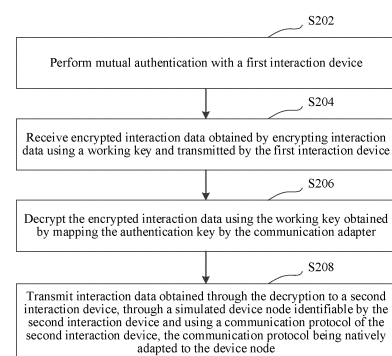 S202
Perform mutual authentication with a first interaction device
S204
Receive encrypted interaction data obtained by encrypting interaction
data using a working key and transmitted by the first interaction device
S206
Decrypt the encrypted interaction data using the working key obtained
by mapping the authentication key by the communication adapter
S208
Transmit interaction data obtained through the decryption to a second
interaction device, through a simulated device node identifiable by the
second interaction device and using a communication protocol of the
second interaction device, the communication protocol being natively
adapted to the device node